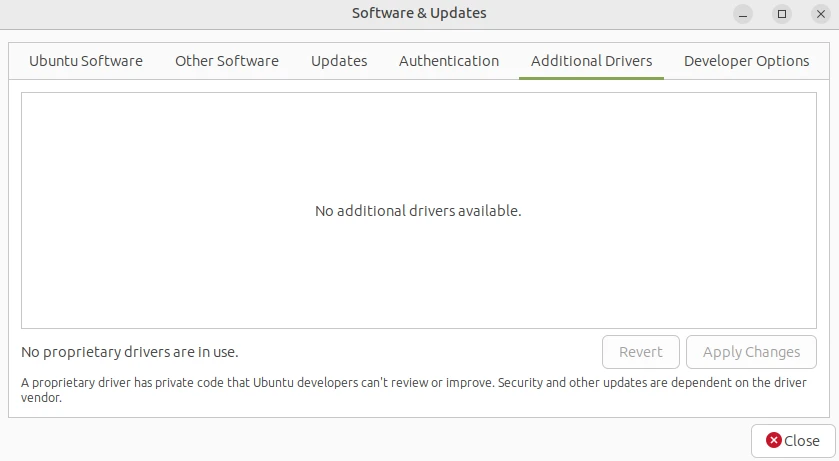 Software & Updates
Ubuntu Software
Other Software
Updates
Authentication
Additional Drivers
Developer Options
No additional drivers available.
No proprietary drivers are in use.
Revert
Apply Changes
A proprietary driver has private code that Ubuntu developers can't review or improve. Security and other updates are dependent on the driver
vendor.
Close